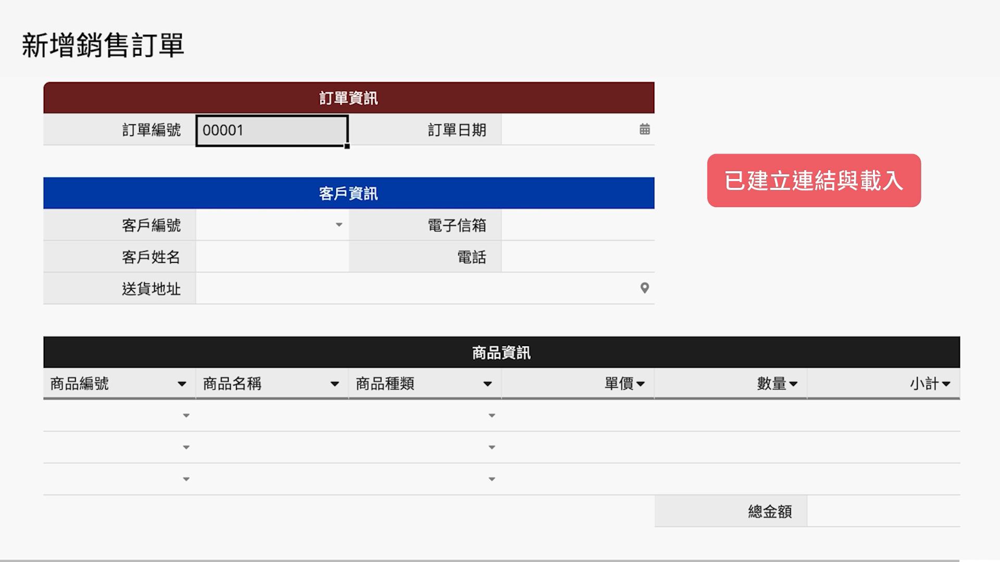 新增銷售訂單
訂單資訊
訂單編號 00001 訂單日期
已建立連結與載入
客戶資訊
客戶編號 電子信箱
客戶姓名 電話
送貨地址
商品資訊
商品編號 商品名稱 商品種類 單價 數量 小計
總金額